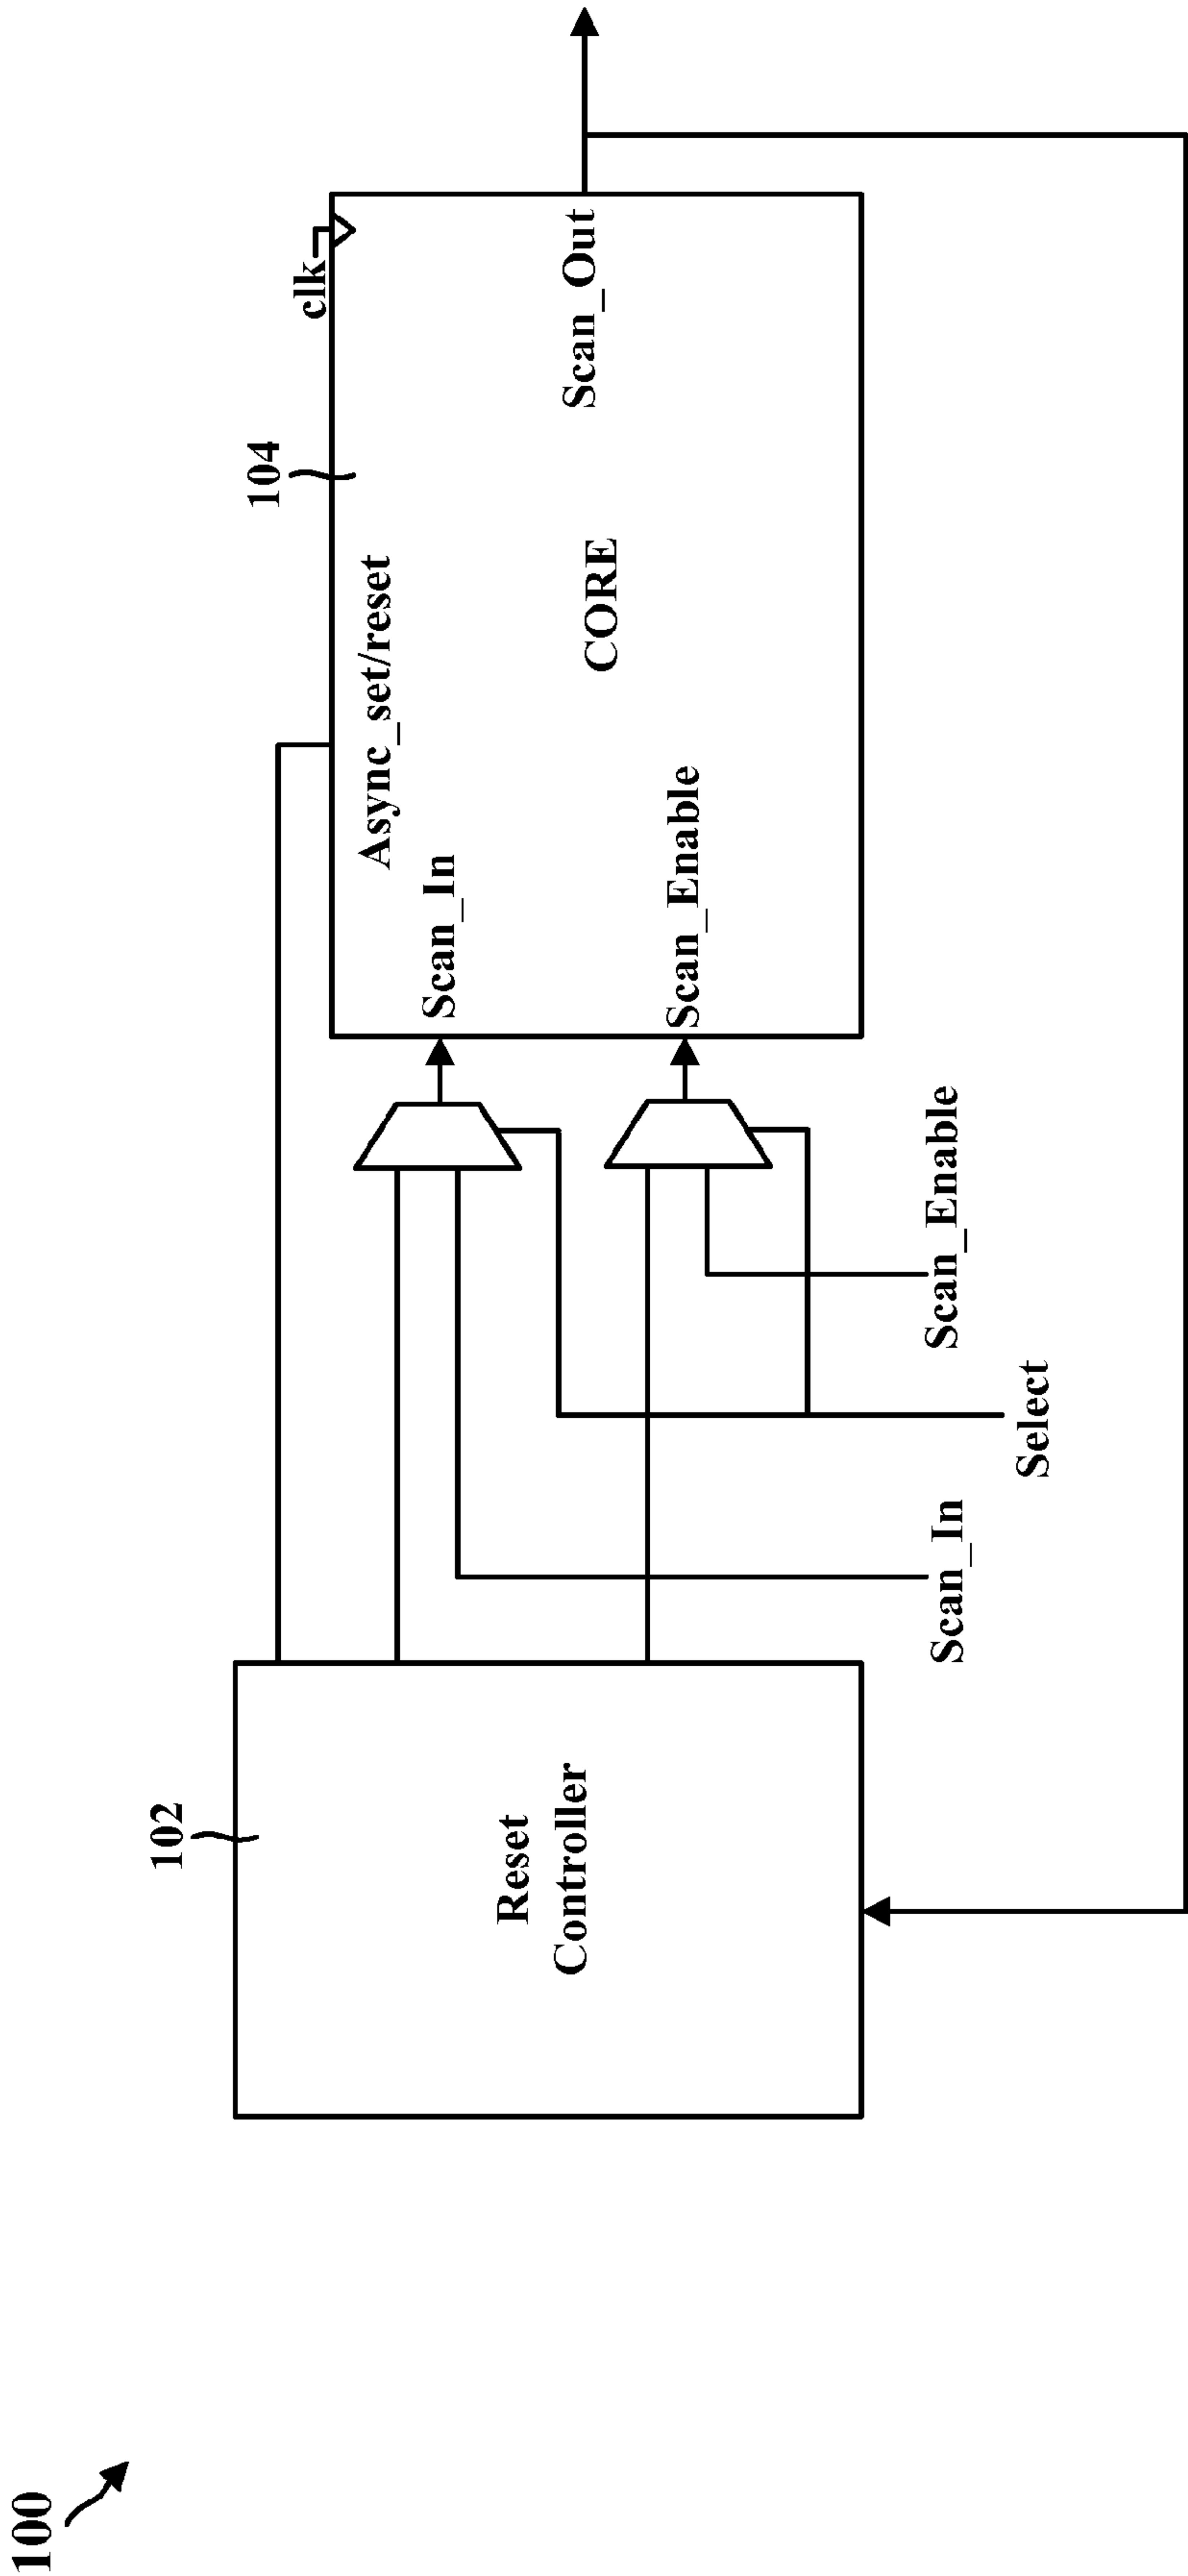 100
102
Reset
Controller
104
clk
Async_set/reset
Scan_In
CORE
Scan_Out
Scan_Enable
Scan_Enable
Scan_In
Select